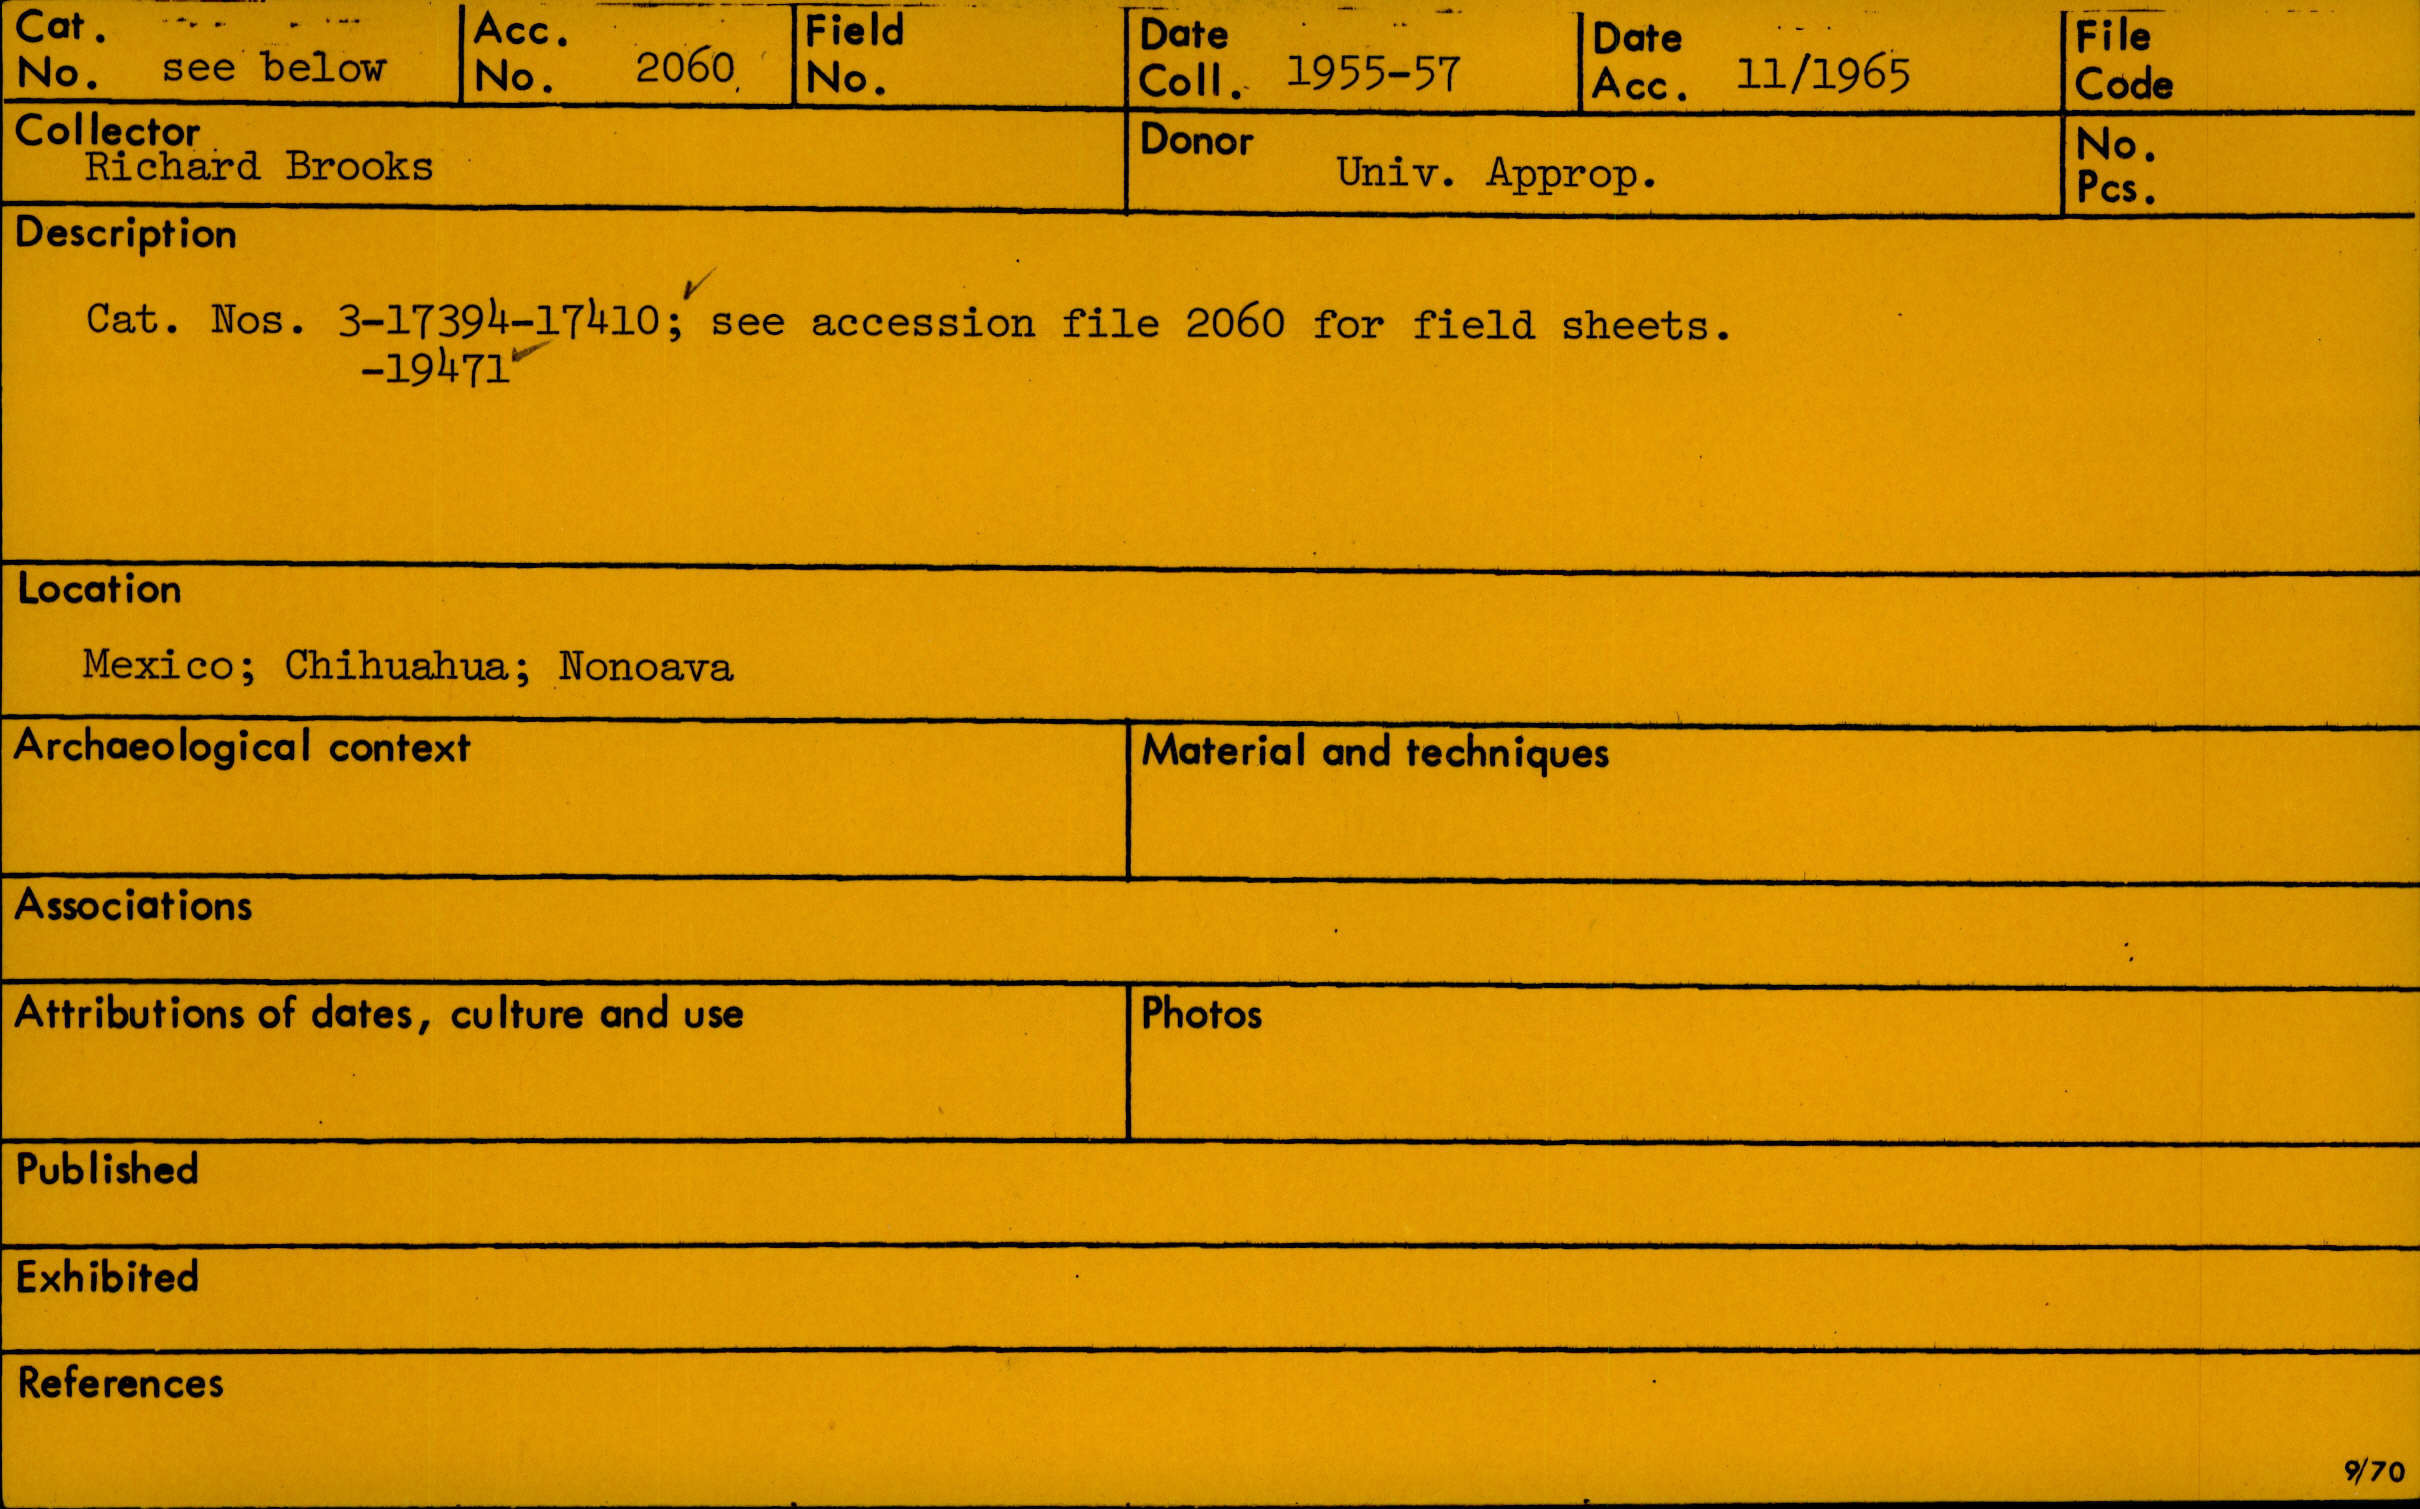 Cat. No. see below
Acc. No. 2060
Field No.
Date Coll. 1955-57
Date Acc. 11/1965
File Code
Collector
Richard Brooks
Donor
Univ. Approp.
No. Pcs.
Description
Cat. Nos. 3-17394-17410;✓ see accession file 2060 for field sheets.
-19471✓
Location
Mexico; Chihuahua; Nonoava
Archaeological context
Material and techniques
Associations
Attributions of dates, culture and use
Photos
Published
Exhibited
References
9/70